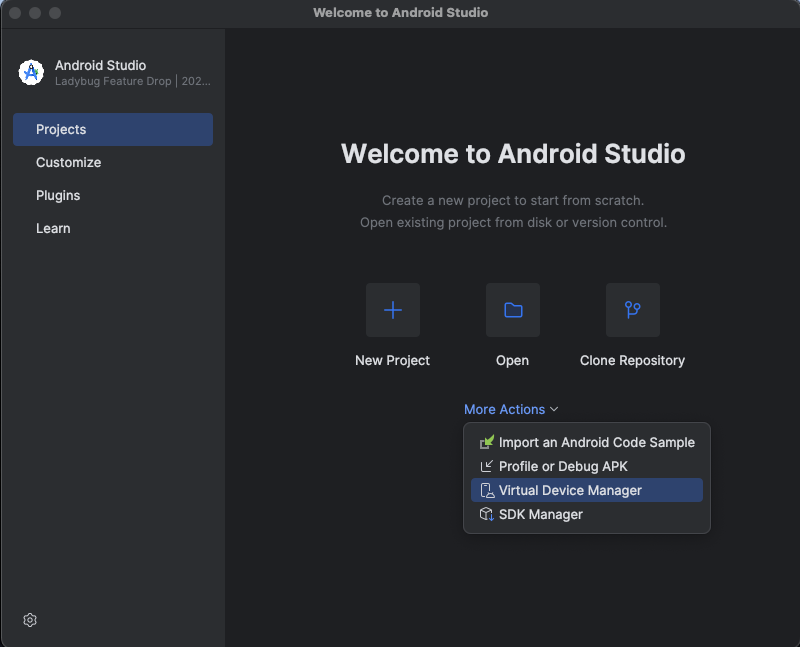 Welcome to Android Studio
Android Studio
Ladybug Feature Drop | 202...
Projects
Customize
Plugins
Learn
Welcome to Android Studio
Create a new project to start from scratch.
Open existing project from disk or version control.
New Project
Open
Clone Repository
More Actions
Import an Android Code Sample
Profile or Debug APK
Virtual Device Manager
SDK Manager